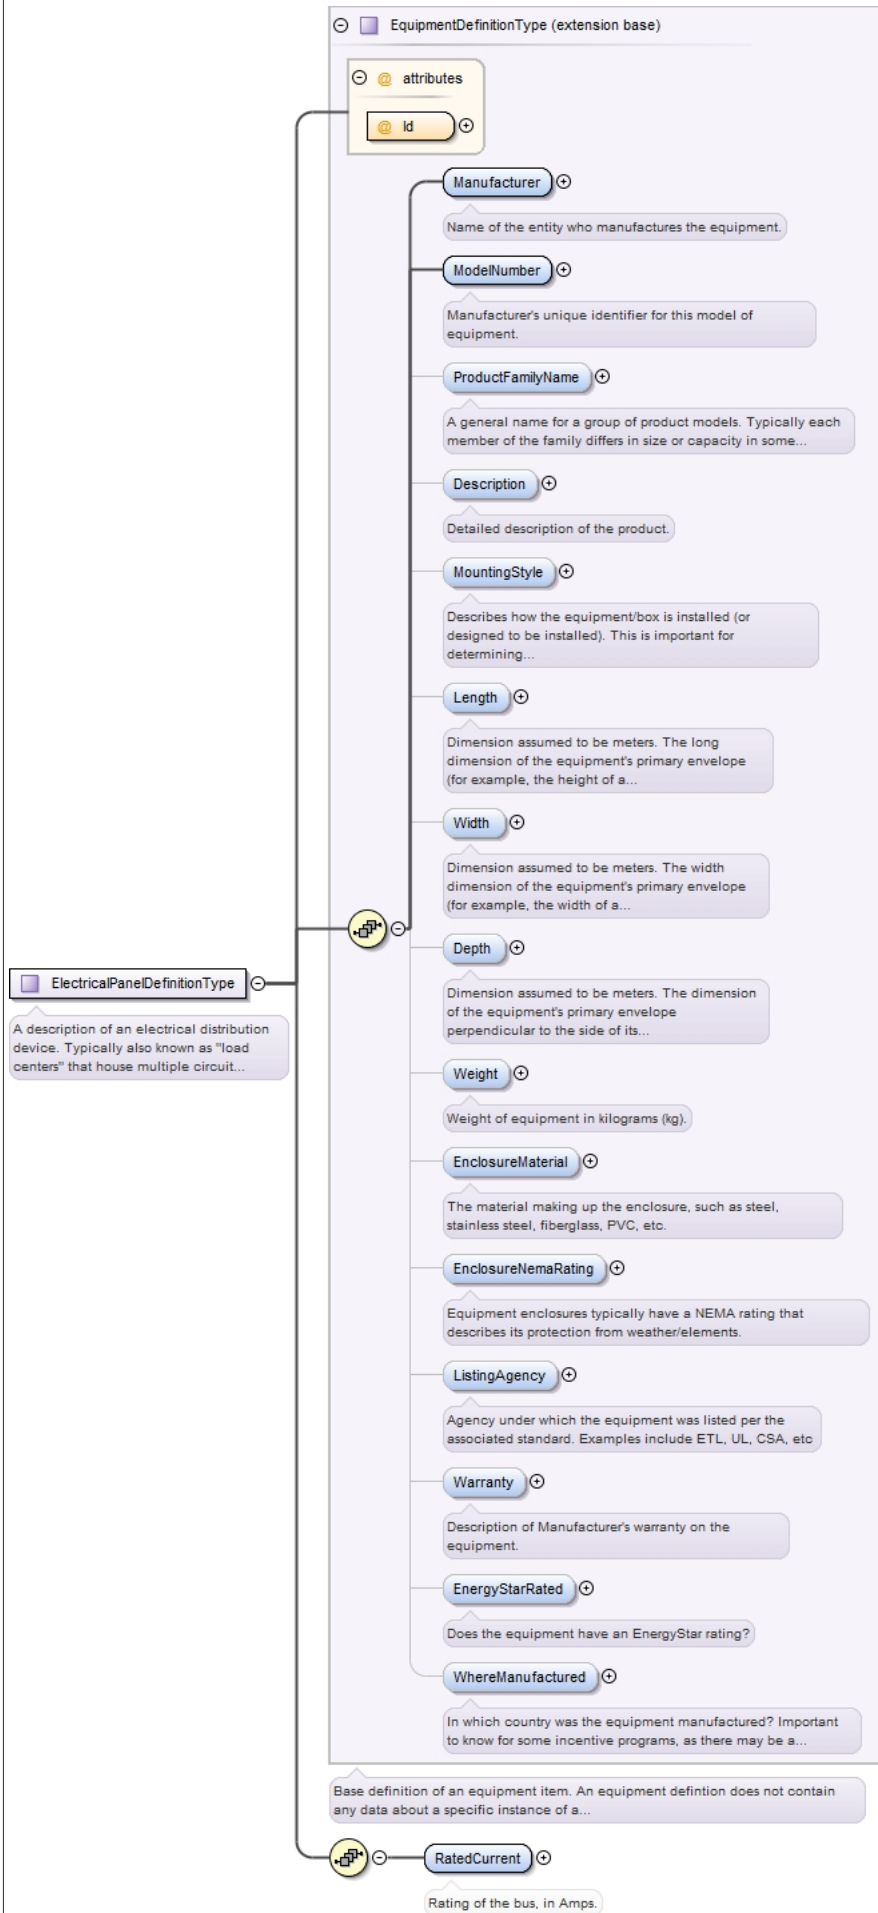 EquipmentDefinitionType (extension base)
@ attributes
@ Id
Manufacturer
Name of the entity who manufactures the equipment.
ModelNumber
Manufacturer's unique identifier for this model of
equipment.
ProductFamilyName
A general name for a group of product models. Typically each
member of the family differs in size or capacity in some...
Description
Detailed description of the product.
MountingStyle
Describes how the equipment/box is installed (or
designed to be installed). This is important for
determining...
Length
Dimension assumed to be meters. The long
dimension of the equipment's primary envelope
(for example, the height of a...
Width
Dimension assumed to be meters. The width
dimension of the equipment's primary envelope
(for example, the width of a...
Depth
Dimension assumed to be meters. The dimension
of the equipment's primary envelope
perpendicular to the side of its...
ElectricalPanelDefinitionType
A description of an electrical distribution
device. Typically also known as "load
centers" that house multiple circuit...
Weight
Weight of equipment in kilograms (kg).
EnclosureMaterial
The material making up the enclosure, such as steel,
stainless steel, fiberglass, PVC, etc.
EnclosureNemaRating
Equipment enclosures typically have a NEMA rating that
describes its protection from weather/elements.
ListingAgency
Agency under which the equipment was listed per the
associated standard. Examples include ETL, UL, CSA, etc
Warranty
Description of Manufacturer's warranty on the
equipment.
EnergyStarRated
Does the equipment have an EnergyStar rating?
WhereManufactured
In which country was the equipment manufactured? Important
to know for some incentive programs, as there may be a...
Base definition of an equipment item. An equipment defintion does not contain
any data about a specific instance of a...
RatedCurrent
Rating of the bus, in Amps.